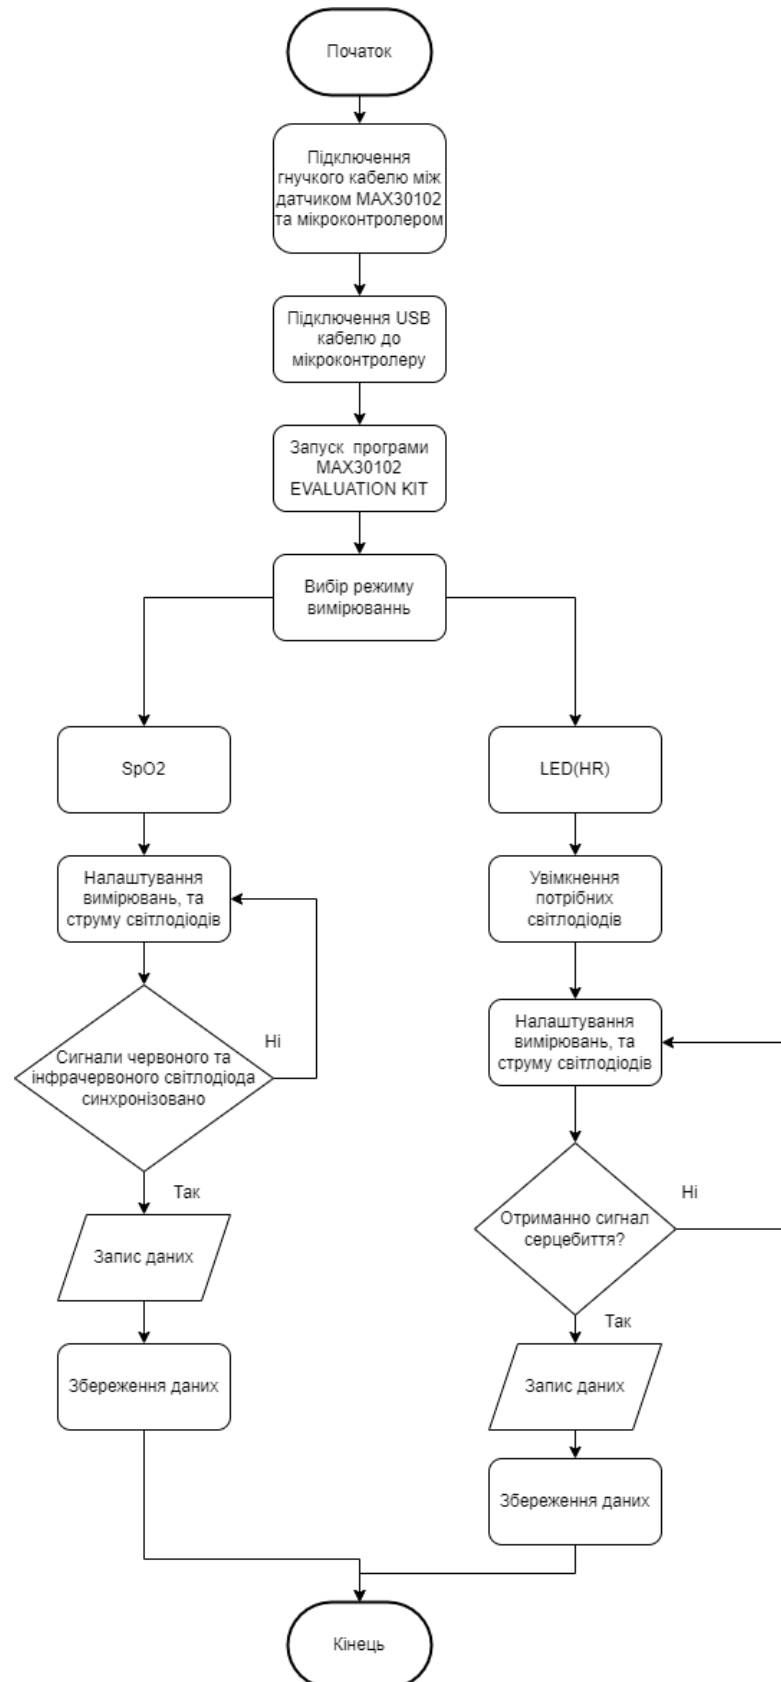 Початок
Підключення
гнучкого кабелю між
датчиком MAX30102
та мікроконтролером
Підключення USB
кабелю до
мікроконтролеру
Запуск програми
MAX30102
EVALUATION KIT
Вибір режиму
вимірюваннь
SpO2
LED(HR)
Налаштування
вимірювань, та
струму світлодіодів
Увімкнення
потрібних
світлодіодів
Ні
Сигнали червоного та
інфрачервоного світлодіода
синхронізовано
Налаштування
вимірювань, та
струму світлодіодів
Так
Ні
Отриманно сигнал
серцебиття?
Запис даних
Так
Збереження даних
Запис даних
Збереження даних
Кінець